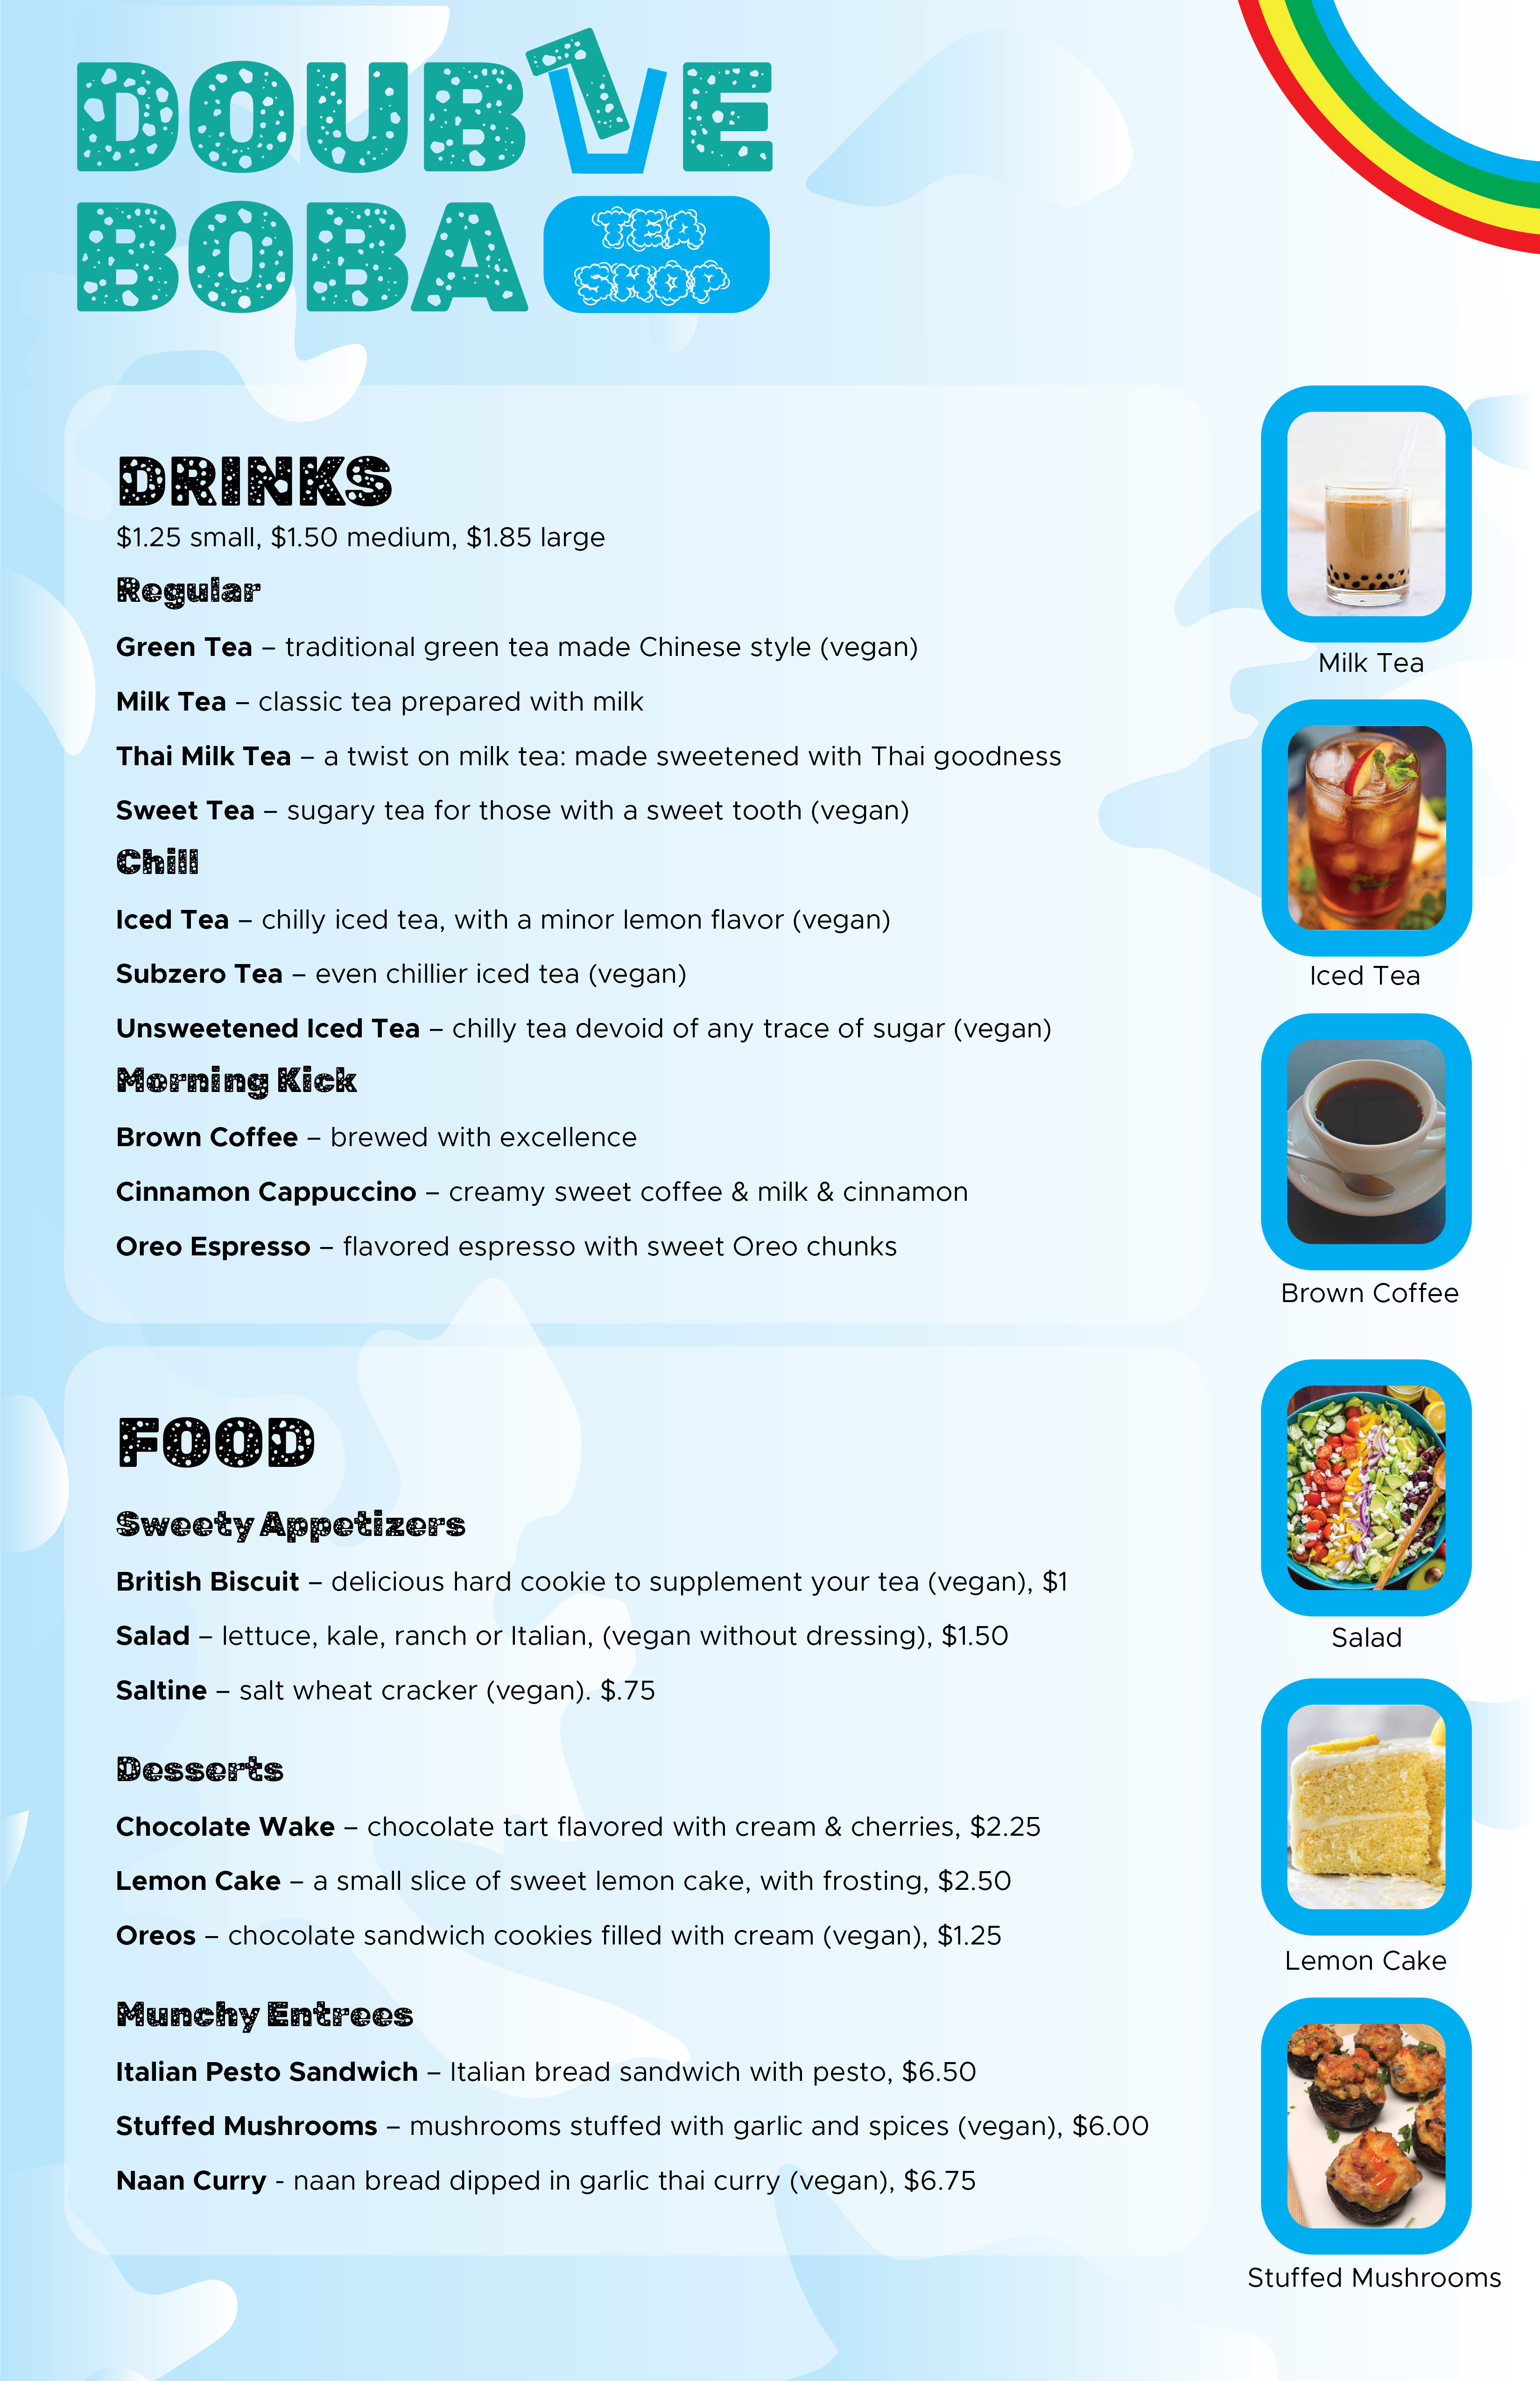 DOUBLE
BOBA
TEA
SHOP
DRINKS
$1.25 small, $1.50 medium, $1.85 large
Regular
Green Tea – traditional green tea made Chinese style (vegan)
Milk Tea – classic tea prepared with milk
Thai Milk Tea – a twist on milk tea: made sweetened with Thai goodness
Sweet Tea – sugary tea for those with a sweet tooth (vegan)
Chill
Iced Tea – chilly iced tea, with a minor lemon flavor (vegan)
Subzero Tea – even chillier iced tea (vegan)
Unsweetened Iced Tea – chilly tea devoid of any trace of sugar (vegan)
Morning Kick
Brown Coffee – brewed with excellence
Cinnamon Cappuccino – creamy sweet coffee & milk & cinnamon
Oreo Espresso – flavored espresso with sweet Oreo chunks
Milk Tea
Iced Tea
Brown Coffee
FOOD
Sweety Appetizers
British Biscuit – delicious hard cookie to supplement your tea (vegan), $1
Salad – lettuce, kale, ranch or Italian, (vegan without dressing), $1.50
Saltine – salt wheat cracker (vegan). $.75
Desserts
Chocolate Wake – chocolate tart flavored with cream & cherries, $2.25
Lemon Cake – a small slice of sweet lemon cake, with frosting, $2.50
Oreos – chocolate sandwich cookies filled with cream (vegan), $1.25
Munchy Entrees
Italian Pesto Sandwich – Italian bread sandwich with pesto, $6.50
Stuffed Mushrooms – mushrooms stuffed with garlic and spices (vegan), $6.00
Naan Curry - naan bread dipped in garlic thai curry (vegan), $6.75
Salad
Lemon Cake
Stuffed Mushrooms